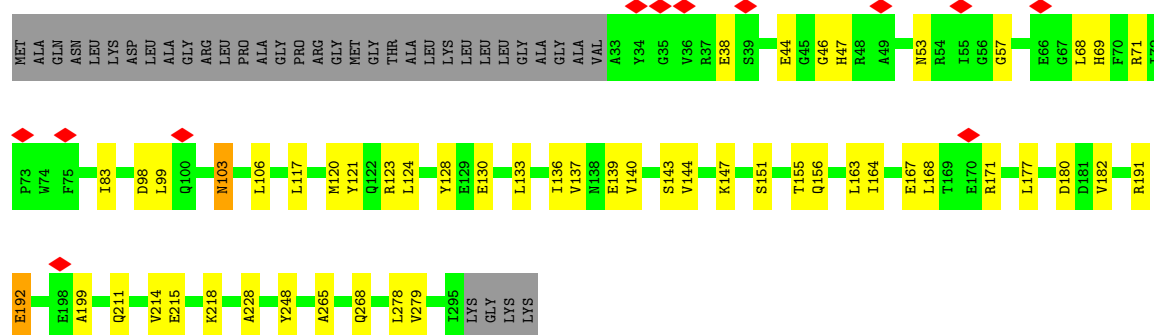 MET ALA GLN ASN LEU LYS ASP LEU ALA GLY ARG LEU PRO ALA GLY PRO ARG GLY MET GLY THR ALA LEU LYS LEU LEU LEU GLY ALA GLY ALA VAL A33 Y34 G35 V36 R37 E38 S39 E44 G45 G46 H47 R48 A49 N53 R54 I55 G56 G57 E66 G67 L68 H69 F70 R71
P73 W74 F75 I83 D98 L99 Q100 N103 L106 L117 M120 Y121 Q122 R123 L124 Y128 E129 E130 L133 I136 V137 N138 E139 V140 S143 V144 K147 S151 T155 Q156 L163 I164 E167 L168 T169 E170 R171 L177 D180 D181 V182 R191
E192 E198 A199 Q211 V214 E215 K218 A228 Y248 A265 Q268 L278 V279 I295 LYS GLY LYS LYS